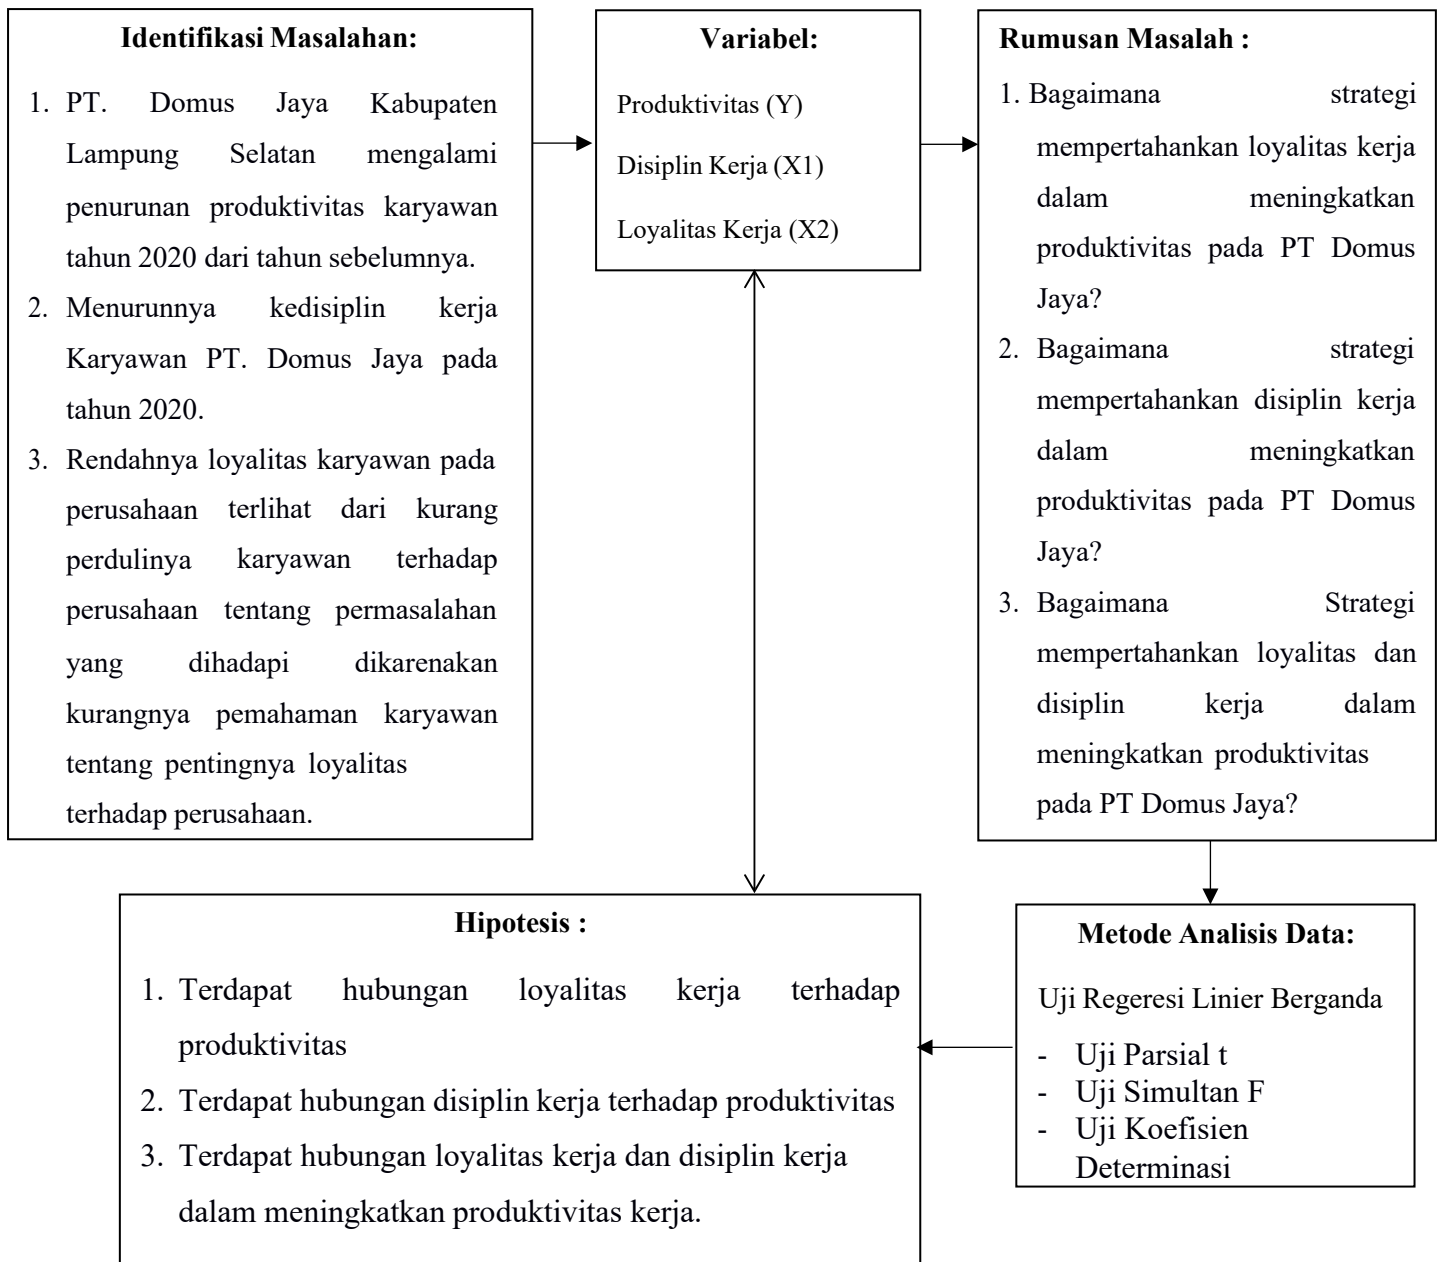 Identifikasi Masalahan:
1. PT. Domus Jaya Kabupaten
Lampung Selatan mengalami
penurunan produktivitas karyawan
tahun 2020 dari tahun sebelumnya.
2. Menurunnya kedisiplin kerja
Karyawan PT. Domus Jaya pada
tahun 2020.
3. Rendahnya loyalitas karyawan pada
perusahaan terlihat dari kurang
perdulinya karyawan terhadap
perusahaan tentang permasalahan
yang dihadapi dikarenakan
kurangnya pemahaman karyawan
tentang pentingnya loyalitas
terhadap perusahaan.
Variabel:
Produktivitas (Y)
Disiplin Kerja (X1)
Loyalitas Kerja (X2)
Rumusan Masalah :
1. Bagaimana strategi
mempertahankan loyalitas kerja
dalam meningkatkan
produktivitas pada PT Domus
Jaya?
2. Bagaimana strategi
mempertahankan disiplin kerja
dalam meningkatkan
produktivitas pada PT Domus
Jaya?
3. Bagaimana Strategi
mempertahankan loyalitas dan
disiplin kerja dalam
meningkatkan produktivitas
pada PT Domus Jaya?
Metode Analisis Data:
Uji Regeresi Linier Berganda
- Uji Parsial t
- Uji Simultan F
- Uji Koefisien
Determinasi
Hipotesis :
1. Terdapat hubungan loyalitas kerja terhadap
produktivitas
2. Terdapat hubungan disiplin kerja terhadap produktivitas
3. Terdapat hubungan loyalitas kerja dan disiplin kerja
dalam meningkatkan produktivitas kerja.